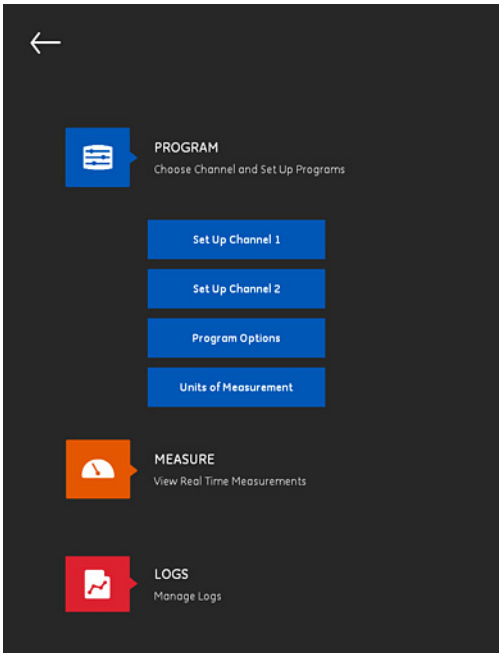 PROGRAM
Choose Channel and Set Up Programs
Set Up Channel 1
Set Up Channel 2
Program Options
Units of Measurement
MEASURE
View Real Time Measurements
LOGS
Manage Logs